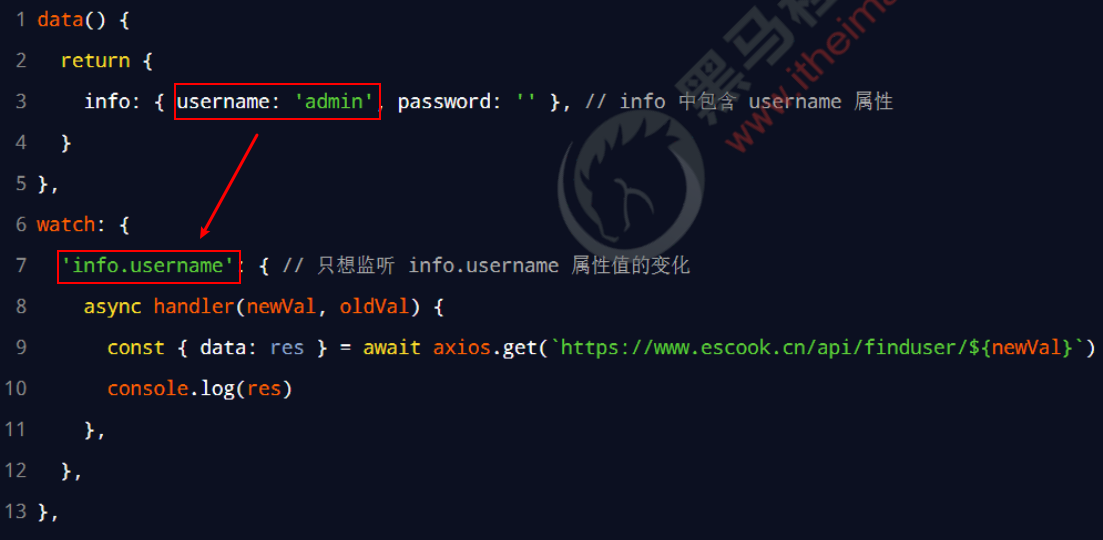 1 data() {
2 return {
3 info: { username: 'admin', password: '' }, // info 中包含 username 属性
4 }
5 },
6 watch: {
7 'info.username': { // 只想监听 info.username 属性值的变化
8 async handler(newVal, oldVal) {
9 const { data: res } = await axios.get(`https://www.escook.cn/api/finduser/${newVal}`)
10 console.log(res)
11 },
12 },
13 },
黑马程
www.itheima